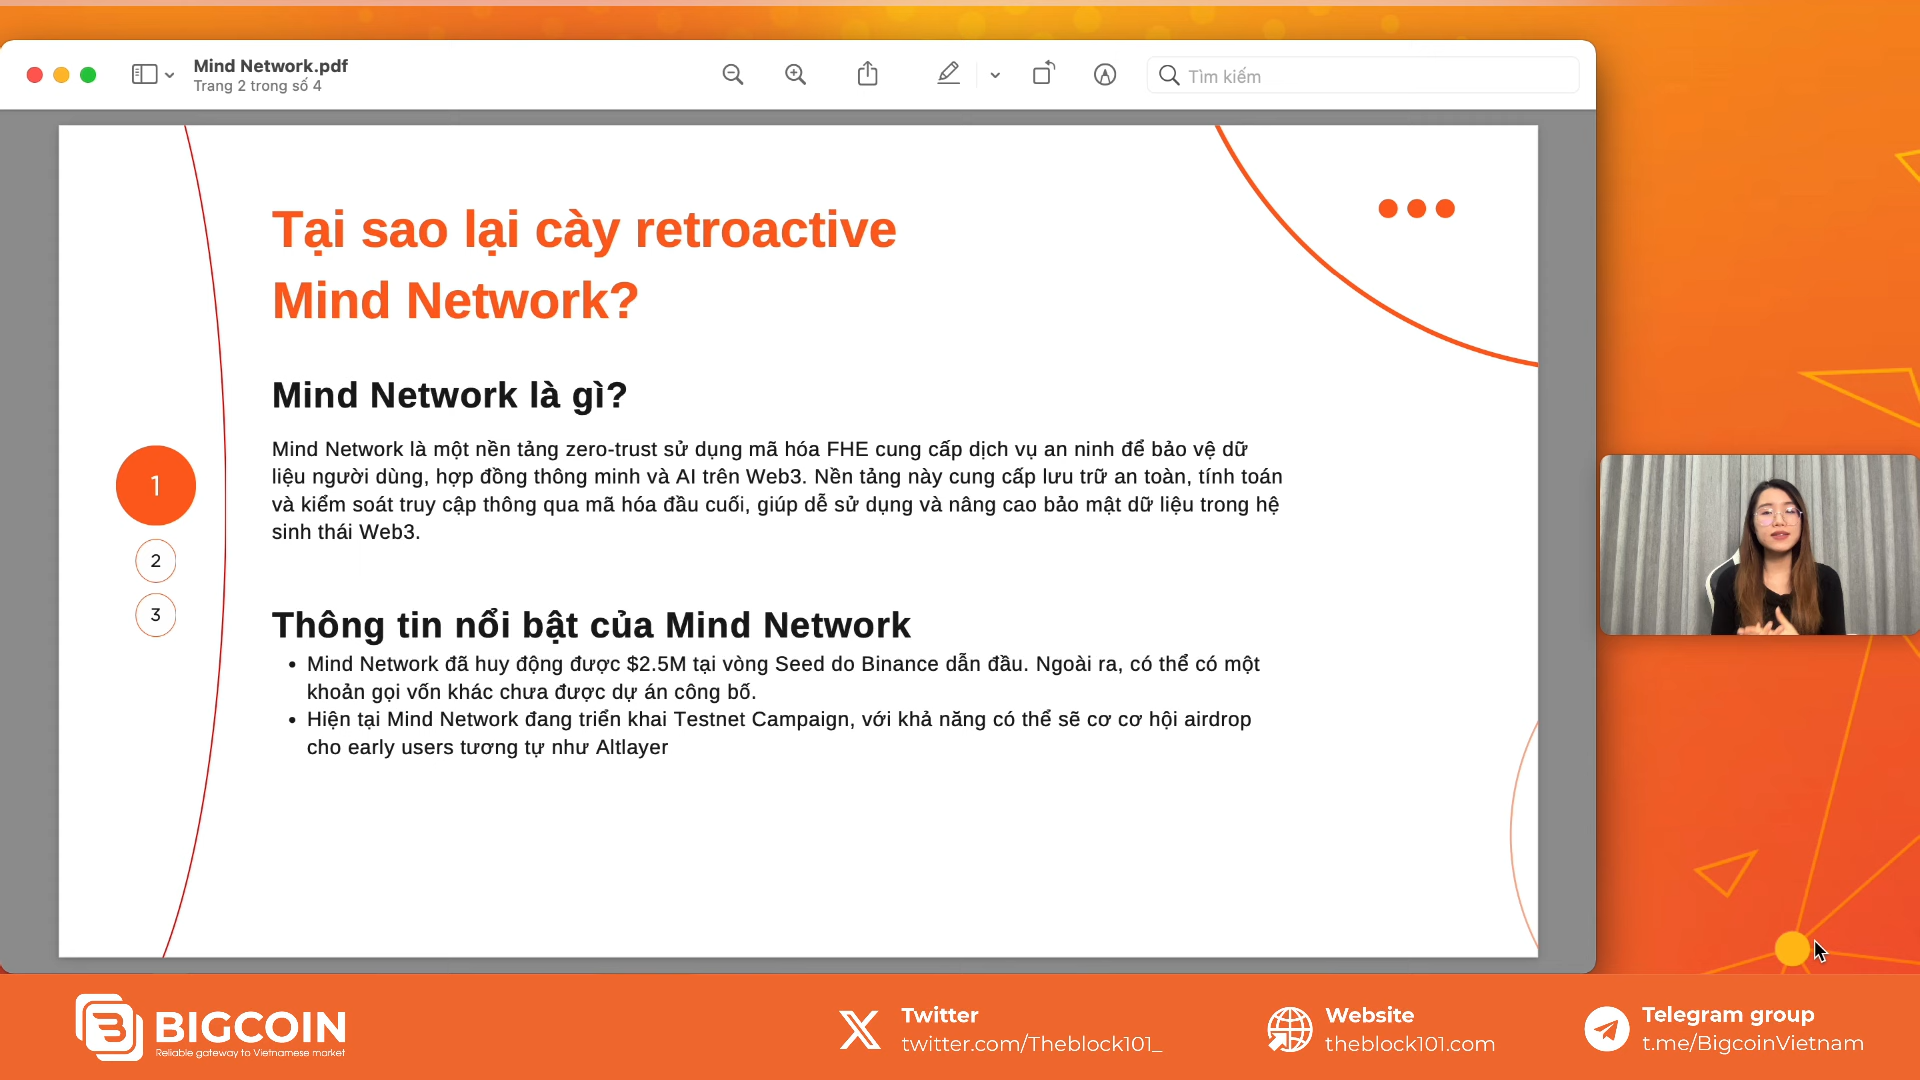 Mind Network.pdf
Trang 2 trong số 4
Tìm kiếm
Tại sao lại cày retroactive
Mind Network?
Mind Network là gì?
Mind Network là một nền tảng zero-trust sử dụng mã hóa FHE cung cấp dịch vụ an ninh để bảo vệ dữ
liệu người dùng, hợp đồng thông minh và AI trên Web3. Nền tảng này cung cấp lưu trữ an toàn, tính toán
và kiểm soát truy cập thông qua mã hóa đầu cuối, giúp dễ sử dụng và nâng cao bảo mật dữ liệu trong hệ
sinh thái Web3.
1
2
3
Thông tin nổi bật của Mind Network
• Mind Network đã huy động được $2.5M tại vòng Seed do Binance dẫn đầu. Ngoài ra, có thể có một
khoản gọi vốn khác chưa được dự án công bố.
• Hiện tại Mind Network đang triển khai Testnet Campaign, với khả năng có thể sẽ cơ cơ hội airdrop
cho early users tương tự như Altlayer
BIGCOIN
Reliable gateway to Vietnamese market
Twitter
twitter.com/Theblock101_
Website
theblock101.com
Telegram group
t.me/BigcoinVietnam